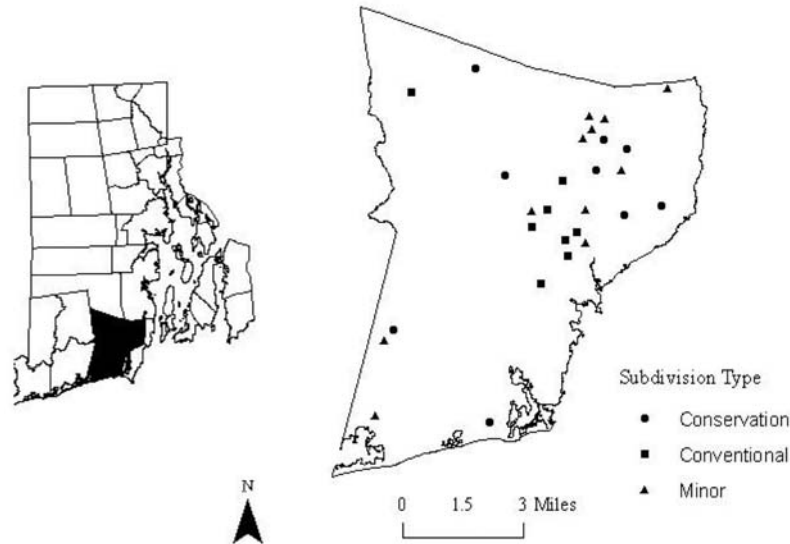 Subdivision Type
Conservation
Conventional
Minor
N
0 1.5 3 Miles